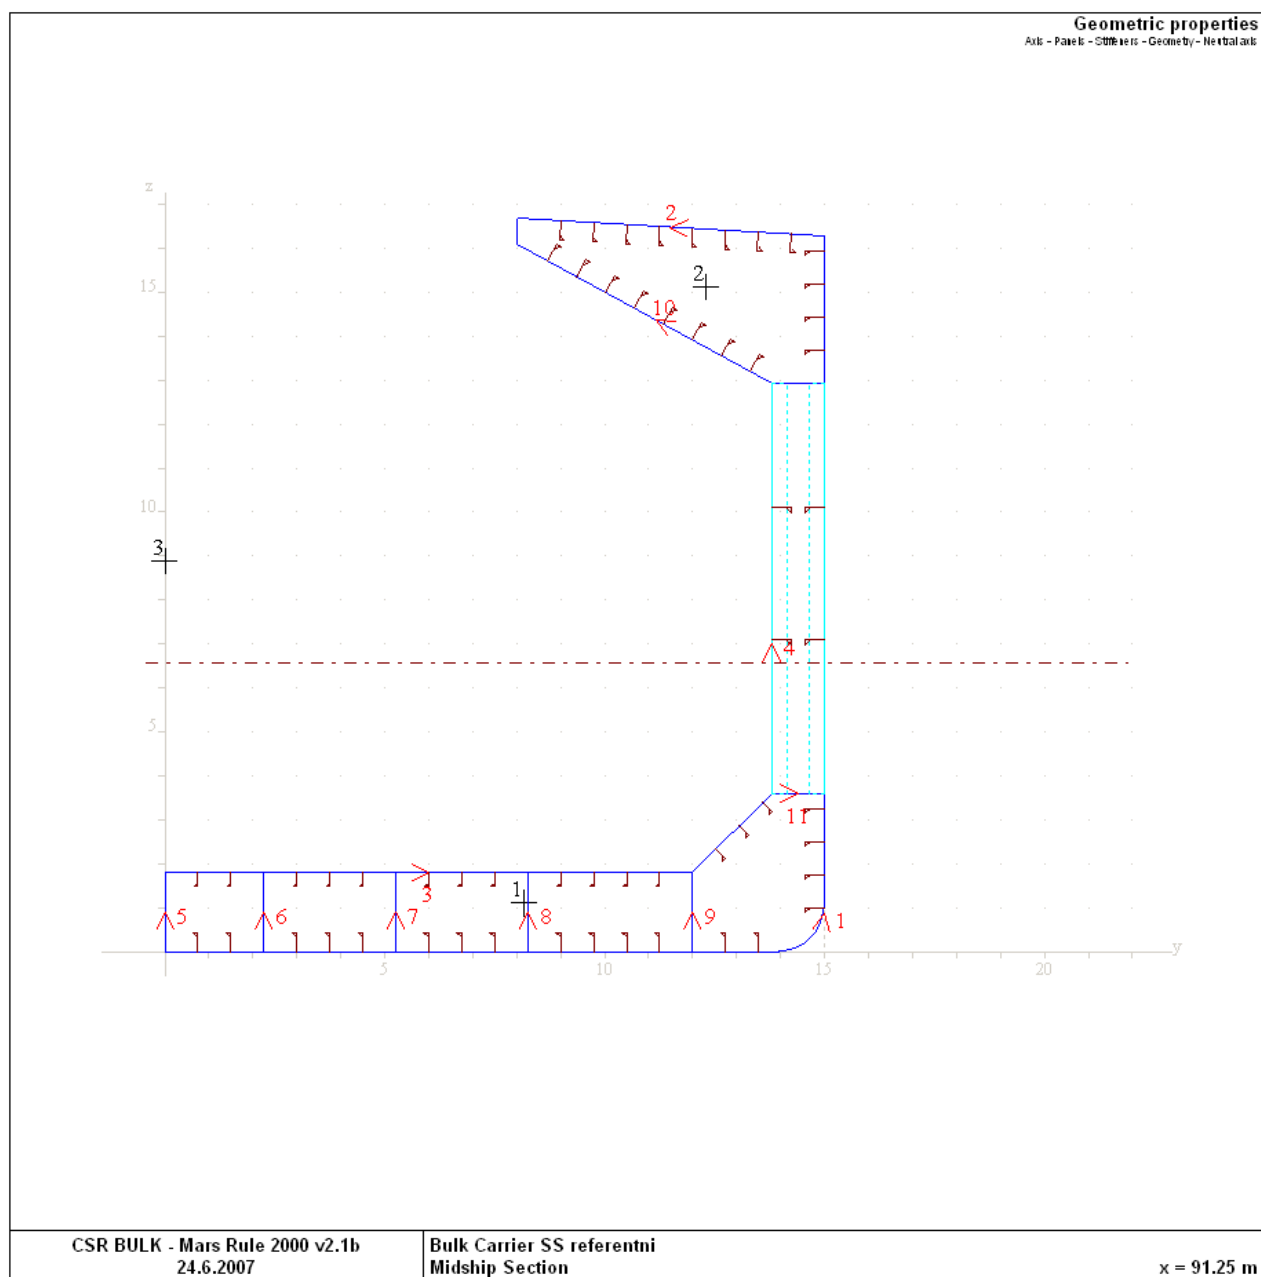 Geometric properties
Axis - Panels - Stiffeners - Geometry - Neutral axis
z
2
15
2
10
10
3
4
5
1
3
11
5
6
7
8
9
1
y
5
10
15
20
CSR BULK - Mars Rule 2000 v2.1b
24.6.2007
Bulk Carrier SS referentni
Midship Section
x = 91.25 m